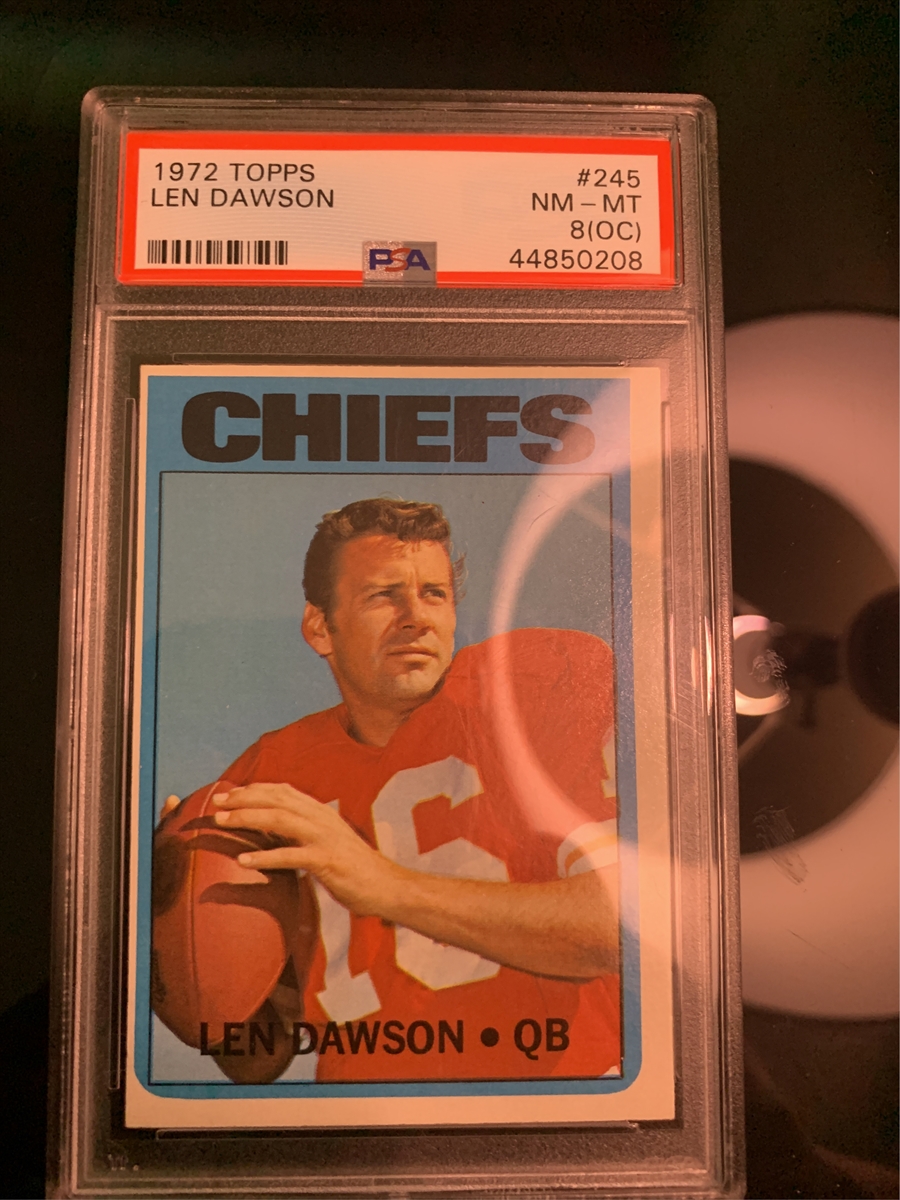 1972 TOPPS #245
LEN DAWSON NM - MT
8(OC)
PSA 44850208
CHIEFS
16
LEN DAWSON • QB